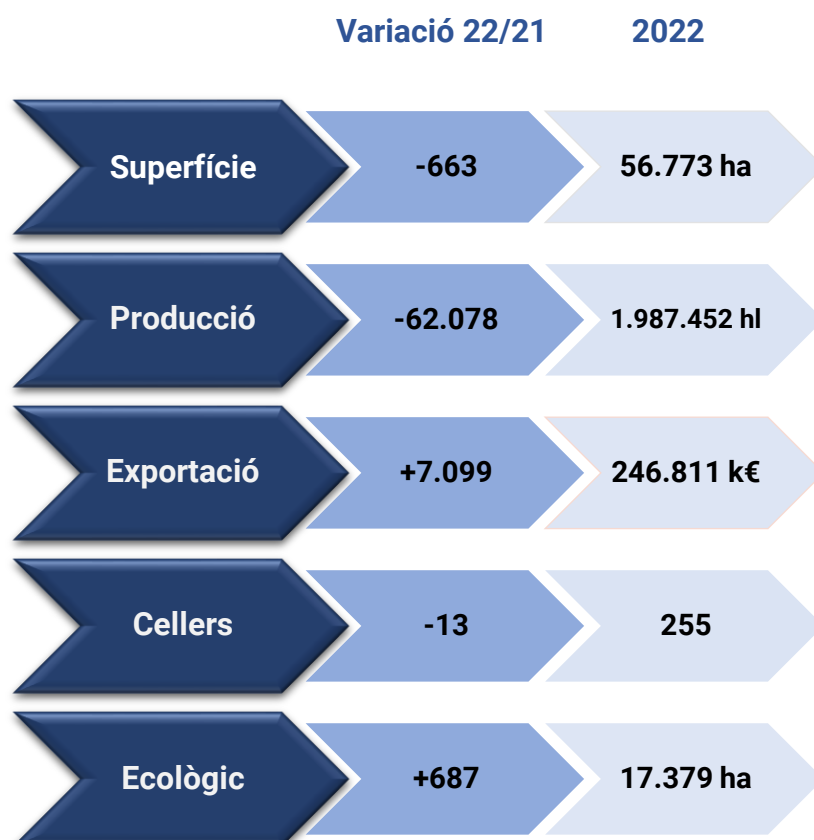 Variació 22/21 2022
Superfície -663 56.773 ha
Producció -62.078 1.987.452 hl
Exportació +7.099 246.811 k€
Cellers -13 255
Ecològic +687 17.379 ha